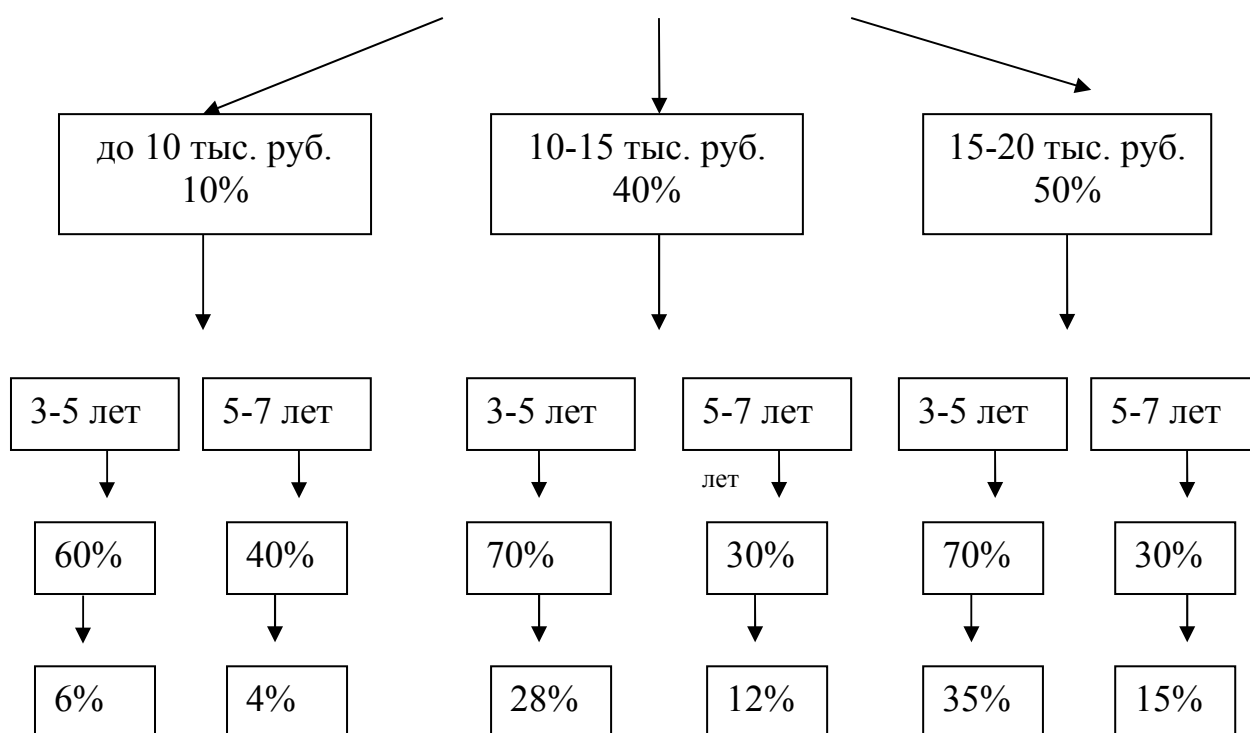 до 10 тыс. руб.
10%
10-15 тыс. руб.
40%
15-20 тыс. руб.
50%
3-5 лет
5-7 лет
3-5 лет
5-7 лет
3-5 лет
5-7 лет
лет
60%
40%
70%
30%
70%
30%
6%
4%
28%
12%
35%
15%